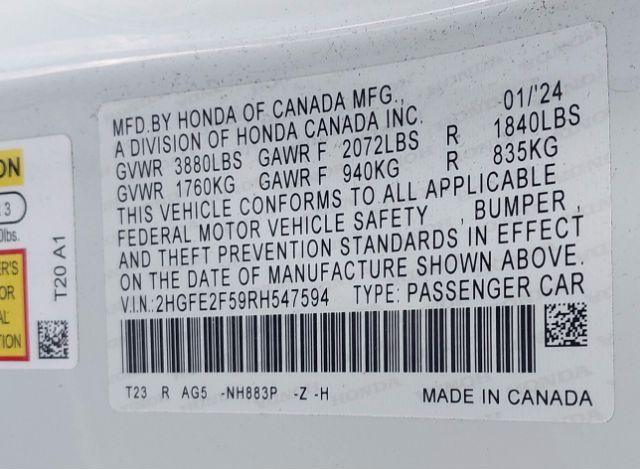 MFD.BY HONDA OF CANADA MFG., 01/'24
A DIVISION OF HONDA CANADA INC.
GVWR 3880LBS GAWR F 2072LBS R 1840LBS
GVWR 1760KG GAWR F 940KG R 835KG
THIS VEHICLE CONFORMS TO ALL APPLICABLE
FEDERAL MOTOR VEHICLE SAFETY , BUMPER ,
AND THEFT PREVENTION STANDARDS IN EFFECT
ON THE DATE OF MANUFACTURE SHOWN ABOVE.
V.I.N.:2HGFE2F59RH547594 TYPE: PASSENGER CAR
T23 R AG5 -NH883P -Z -H MADE IN CANADA
T20 A1